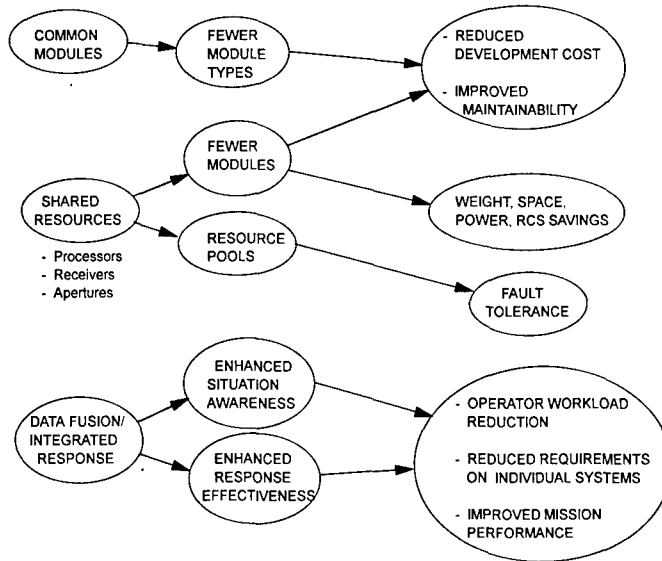 COMMON
MODULES
FEWER
MODULE
TYPES
- REDUCED
DEVELOPMENT COST
- IMPROVED
MAINTAINABILITY
FEWER
MODULES
SHARED
RESOURCES
- Processors
- Receivers
- Apertures
RESOURCE
POOLS
WEIGHT, SPACE,
POWER, RCS SAVINGS
FAULT
TOLERANCE
ENHANCED
SITUATION
AWARENESS
DATA FUSION/
INTEGRATED
RESPONSE
ENHANCED
RESPONSE
EFFECTIVENESS
- OPERATOR WORKLOAD
REDUCTION
- REDUCED REQUIREMENTS
ON INDIVIDUAL SYSTEMS
- IMPROVED MISSION
PERFORMANCE